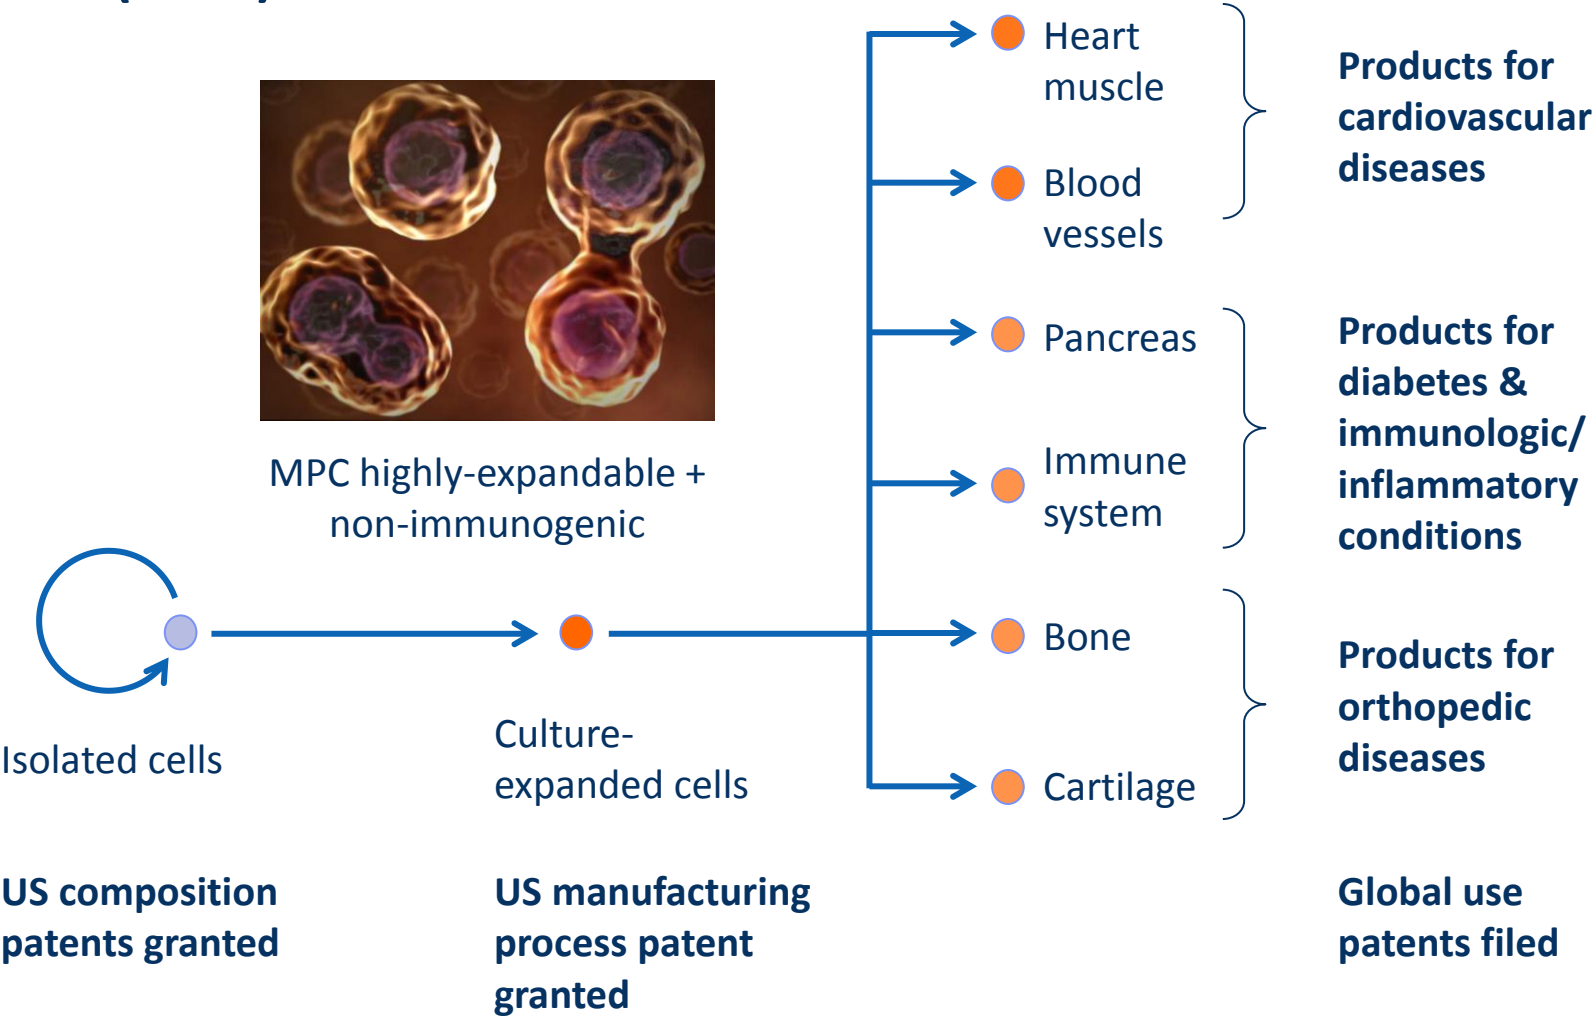 Heart
muscle
Products for
cardiovascular
diseases
Blood
vessels
Pancreas
Immune
system
Products for
diabetes &
immunologic/
inflammatory
conditions
MPC highly-expandable +
non-immunogenic
Bone
Cartilage
Products for
orthopedic
diseases
Isolated cells
Culture-
expanded cells
US composition
patents granted
US manufacturing
process patent
granted
Global use
patents filed